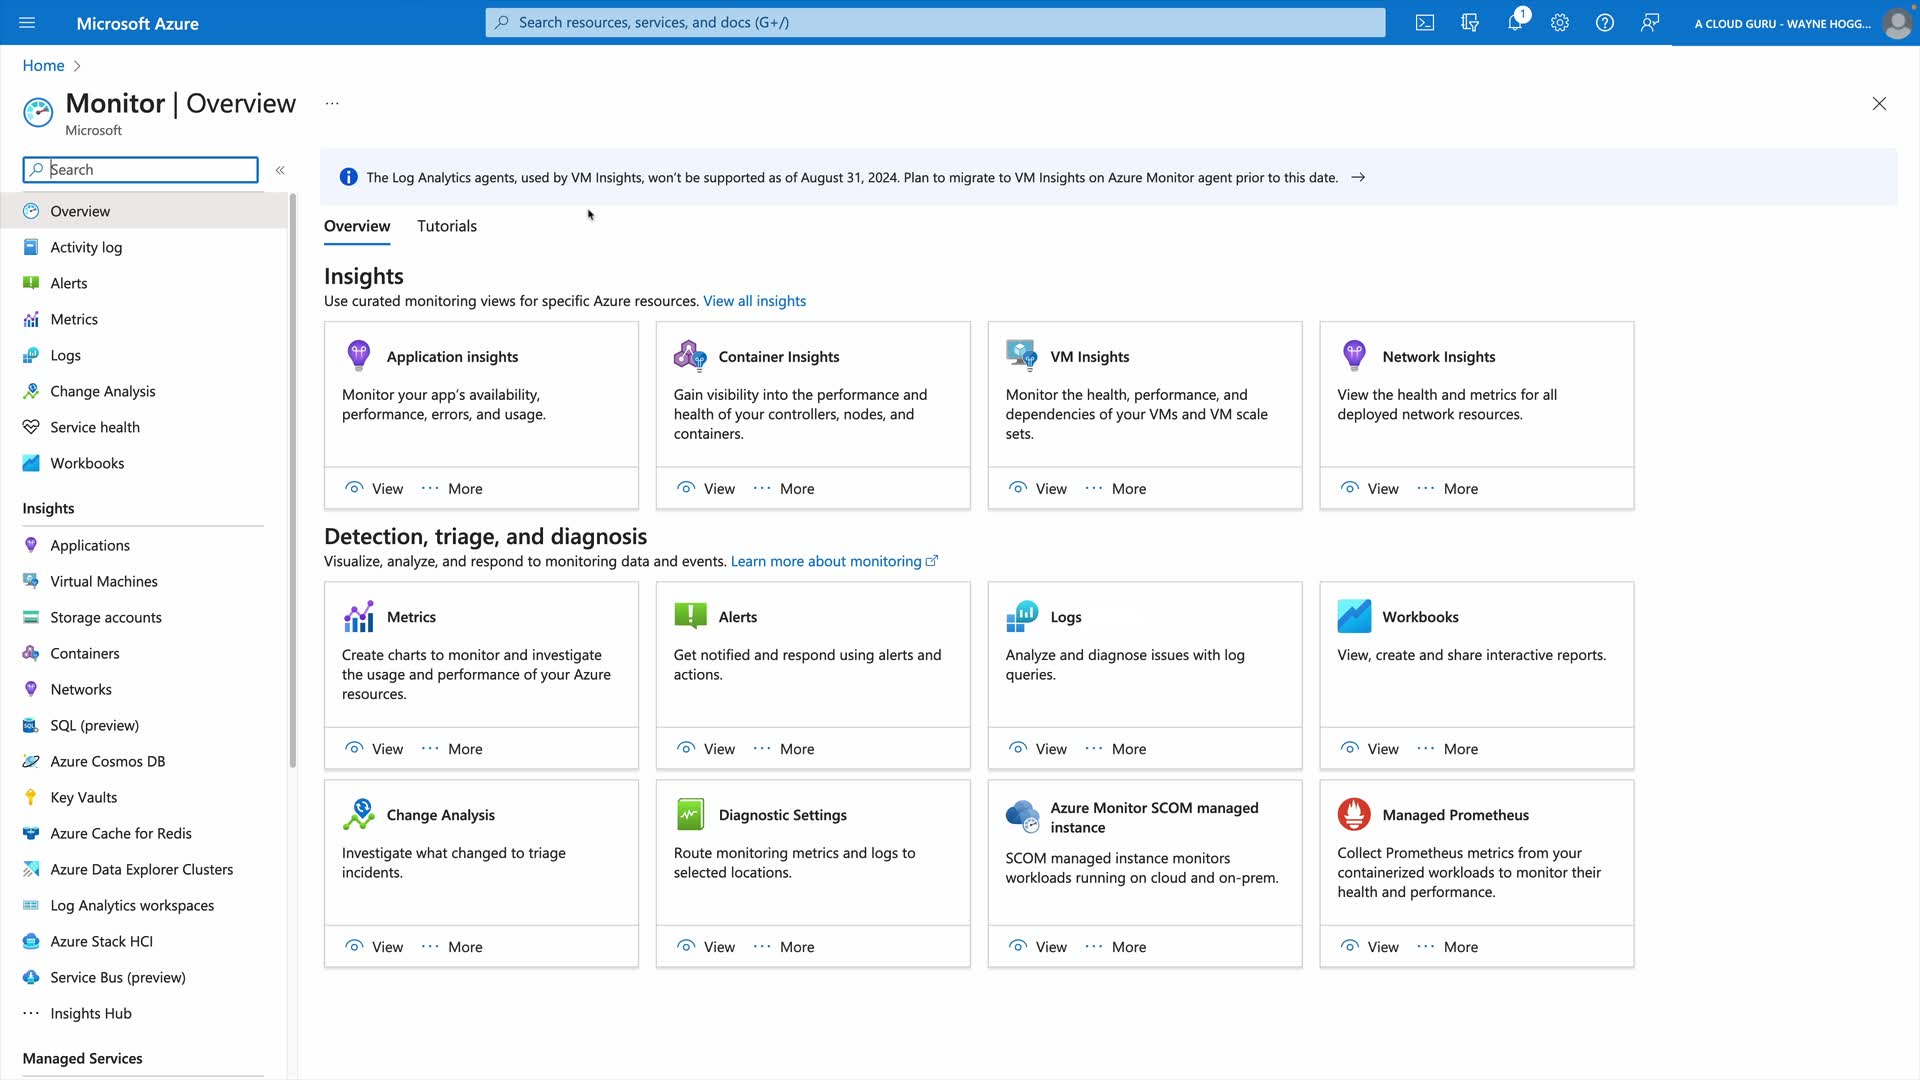 Microsoft Azure
Search resources, services, and docs (G+/)
1
A CLOUD GURU - WAYNE HOGG...
Home
Monitor | Overview
...
Microsoft
Search
«
The Log Analytics agents, used by VM Insights, won't be supported as of August 31, 2024. Plan to migrate to VM Insights on Azure Monitor agent prior to this date. →
Overview
Activity log
Alerts
Metrics
Logs
Change Analysis
Service health
Workbooks
Insights
Applications
Virtual Machines
Storage accounts
Containers
Networks
SQL (preview)
Azure Cosmos DB
Key Vaults
Azure Cache for Redis
Azure Data Explorer Clusters
Log Analytics workspaces
Azure Stack HCI
Service Bus (preview)
Insights Hub
Managed Services
Overview Tutorials
Insights
Use curated monitoring views for specific Azure resources. View all insights
Application insights
Monitor your app's availability,
performance, errors, and usage.
View ... More
Container Insights
Gain visibility into the performance and
health of your controllers, nodes, and
containers.
View ... More
VM Insights
Monitor the health, performance, and
dependencies of your VMs and VM scale
sets.
View ... More
Network Insights
View the health and metrics for all
deployed network resources.
View ... More
Detection, triage, and diagnosis
Visualize, analyze, and respond to monitoring data and events. Learn more about monitoring
Metrics
Create charts to monitor and investigate
the usage and performance of your Azure
resources.
View ... More
Alerts
Get notified and respond using alerts and
actions.
View ... More
Logs
Analyze and diagnose issues with log
queries.
View ... More
Workbooks
View, create and share interactive reports.
View ... More
Change Analysis
Investigate what changed to triage
incidents.
View ... More
Diagnostic Settings
Route monitoring metrics and logs to
selected locations.
View ... More
Azure Monitor SCOM managed
instance
SCOM managed instance monitors
workloads running on cloud and on-prem.
View ... More
Managed Prometheus
Collect Prometheus metrics from your
containerized workloads to monitor their
health and performance.
View ... More